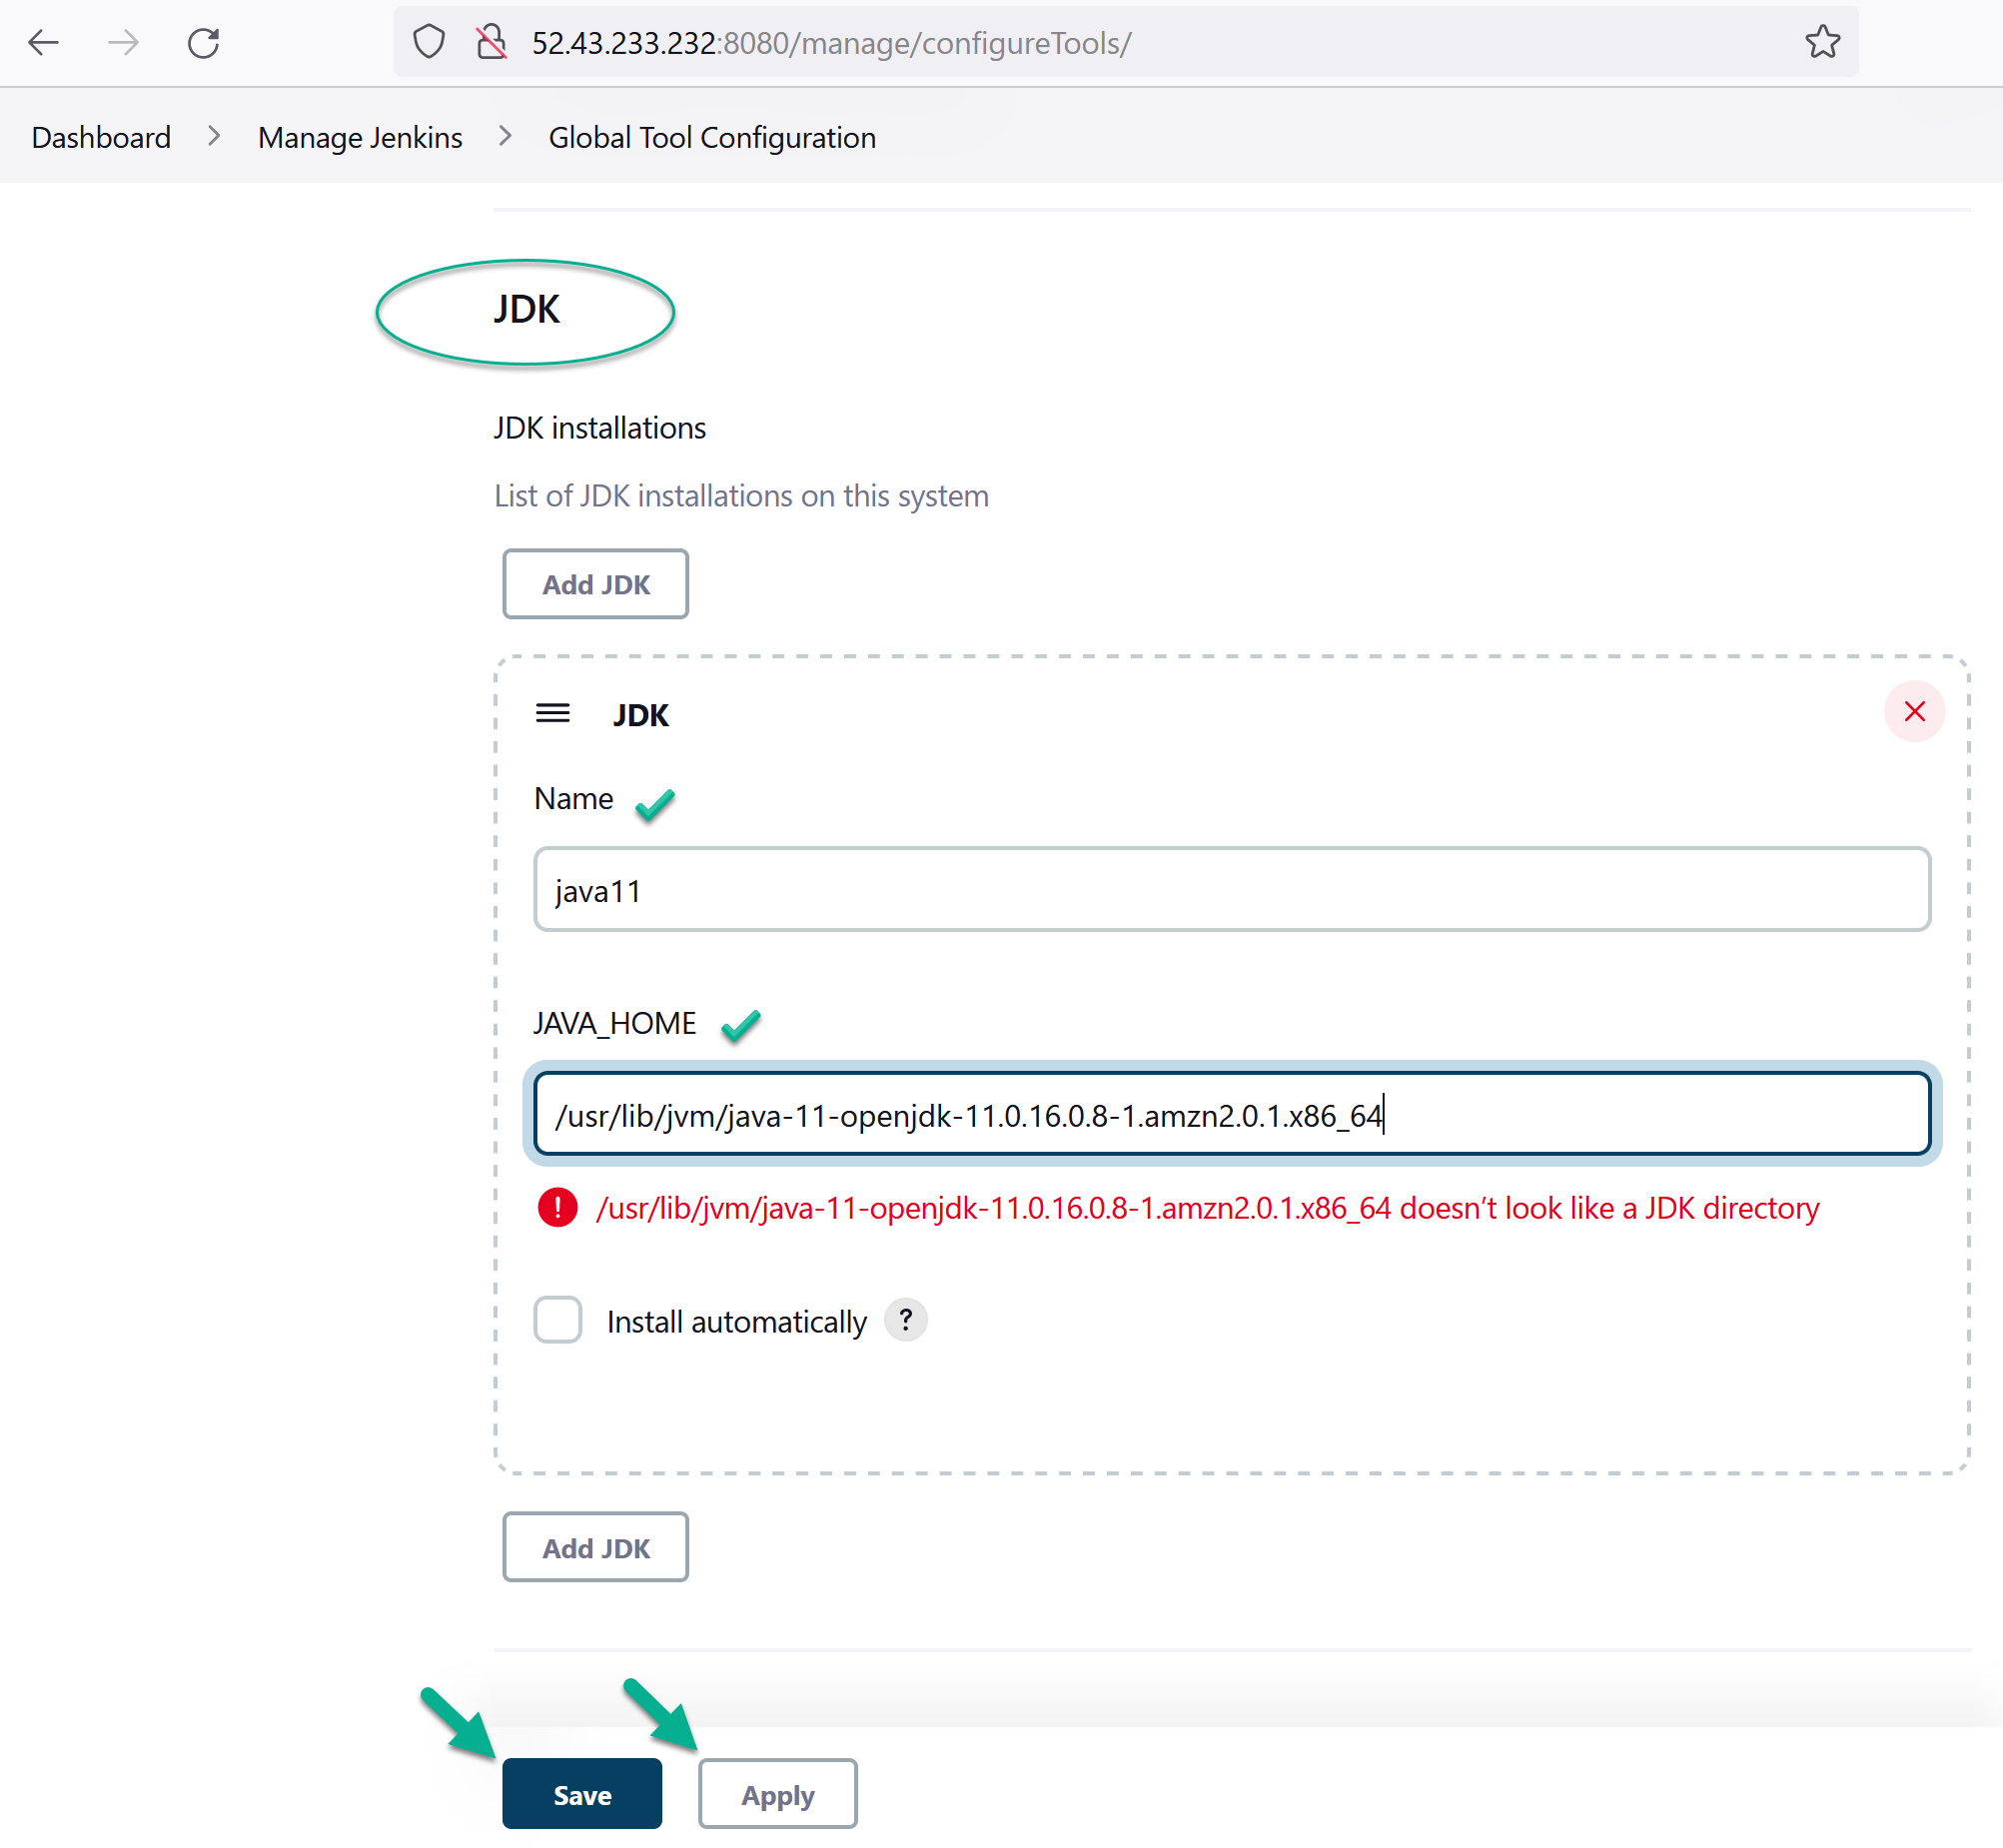 52.43.233.232:8080/manage/configureTools/
Dashboard > Manage Jenkins > Global Tool Configuration
JDK
JDK installations
List of JDK installations on this system
Add JDK
JDK
Name
java11
JAVA_HOME
/usr/lib/jvm/java-11-openjdk-11.0.16.0.8-1.amzn2.0.1.x86_64
/usr/lib/jvm/java-11-openjdk-11.0.16.0.8-1.amzn2.0.1.x86_64 doesn’t look like a JDK directory
Install automatically ?
Add JDK
Save Apply